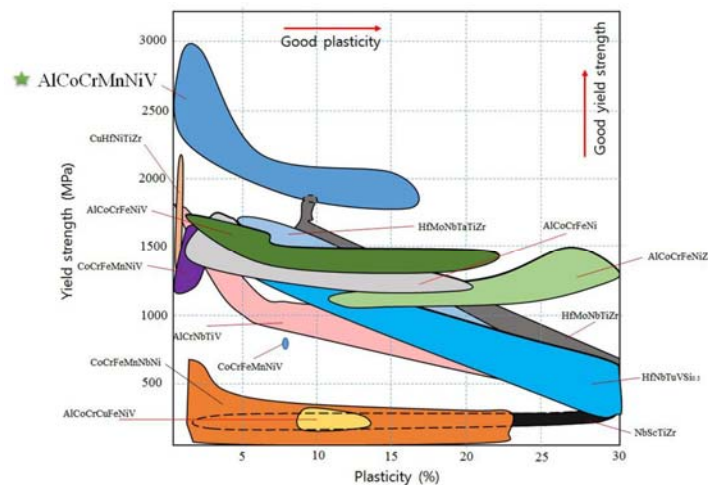 3000
Good plasticity
Good yield strength
AlCoCrMnNiV
2500
CuHfNiTiZr
2000
AlCoCrFeNiV
HfMoNbTaTiZr
AlCoCrFeNi
1500
AlCoCrFeNiZ
CoCrFeMnNiV
Yield strength (MPa)
1000
HfMoNbTiZr
AlCrNbTiV
CoCrFeMnNbNi
CoCrFeMnNiV
500
HfNbTuVSi0.5
AlCoCrCuFeNiV
NbScTiZr
5
10
15
20
25
30
Plasticity (%)